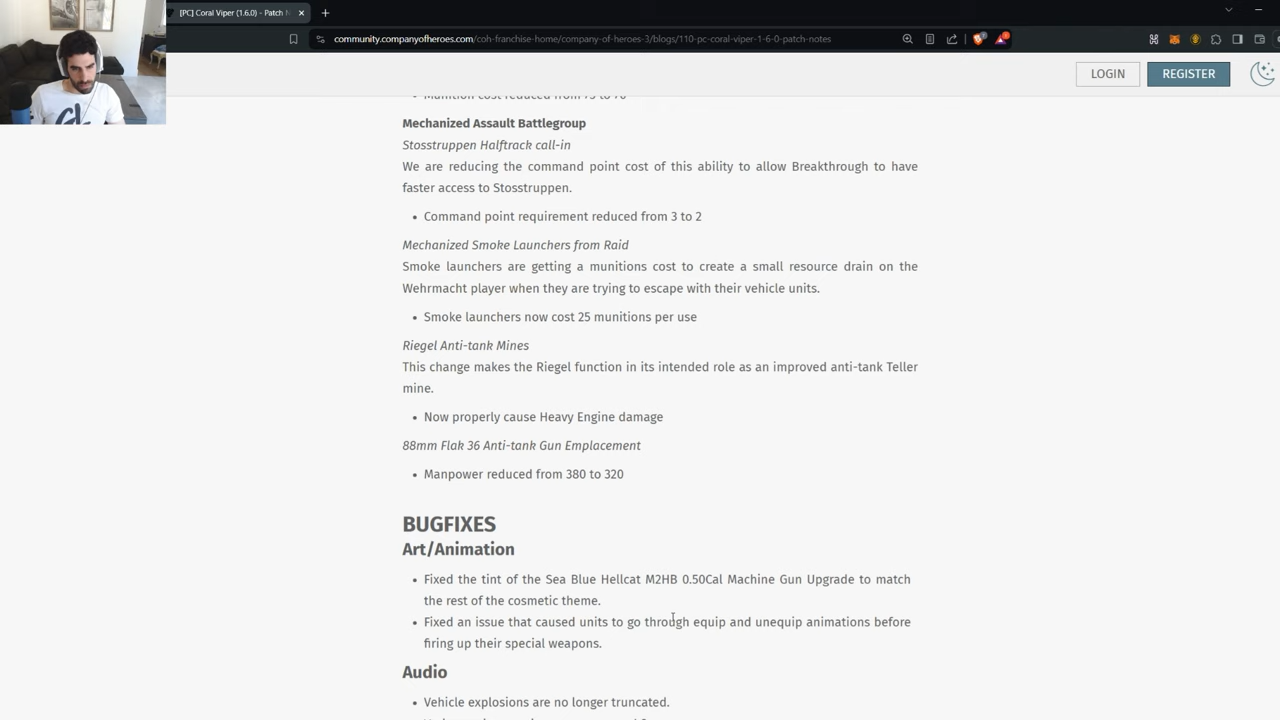 [PC] Coral Viper (1.6.0) - Patch N
community.companyofheroes.com/coh-franchise-home/company-of-heroes-3/blogs/110-pc-coral-viper-1-6-0-patch-notes
LOGIN
REGISTER
Munition cost reduced from 75 to 70
Mechanized Assault Battlegroup
Stosstruppen Halftrack call-in
We are reducing the command point cost of this ability to allow Breakthrough to have
faster access to Stosstruppen.
• Command point requirement reduced from 3 to 2
Mechanized Smoke Launchers from Raid
Smoke launchers are getting a munitions cost to create a small resource drain on the
Wehrmacht player when they are trying to escape with their vehicle units.
• Smoke launchers now cost 25 munitions per use
Riegel Anti-tank Mines
This change makes the Riegel function in its intended role as an improved anti-tank Teller
mine.
• Now properly cause Heavy Engine damage
88mm Flak 36 Anti-tank Gun Emplacement
• Manpower reduced from 380 to 320
BUGFIXES
Art/Animation
• Fixed the tint of the Sea Blue Hellcat M2HB 0.50Cal Machine Gun Upgrade to match
the rest of the cosmetic theme.
• Fixed an issue that caused units to go through equip and unequip animations before
firing up their special weapons.
Audio
• Vehicle explosions are no longer truncated.